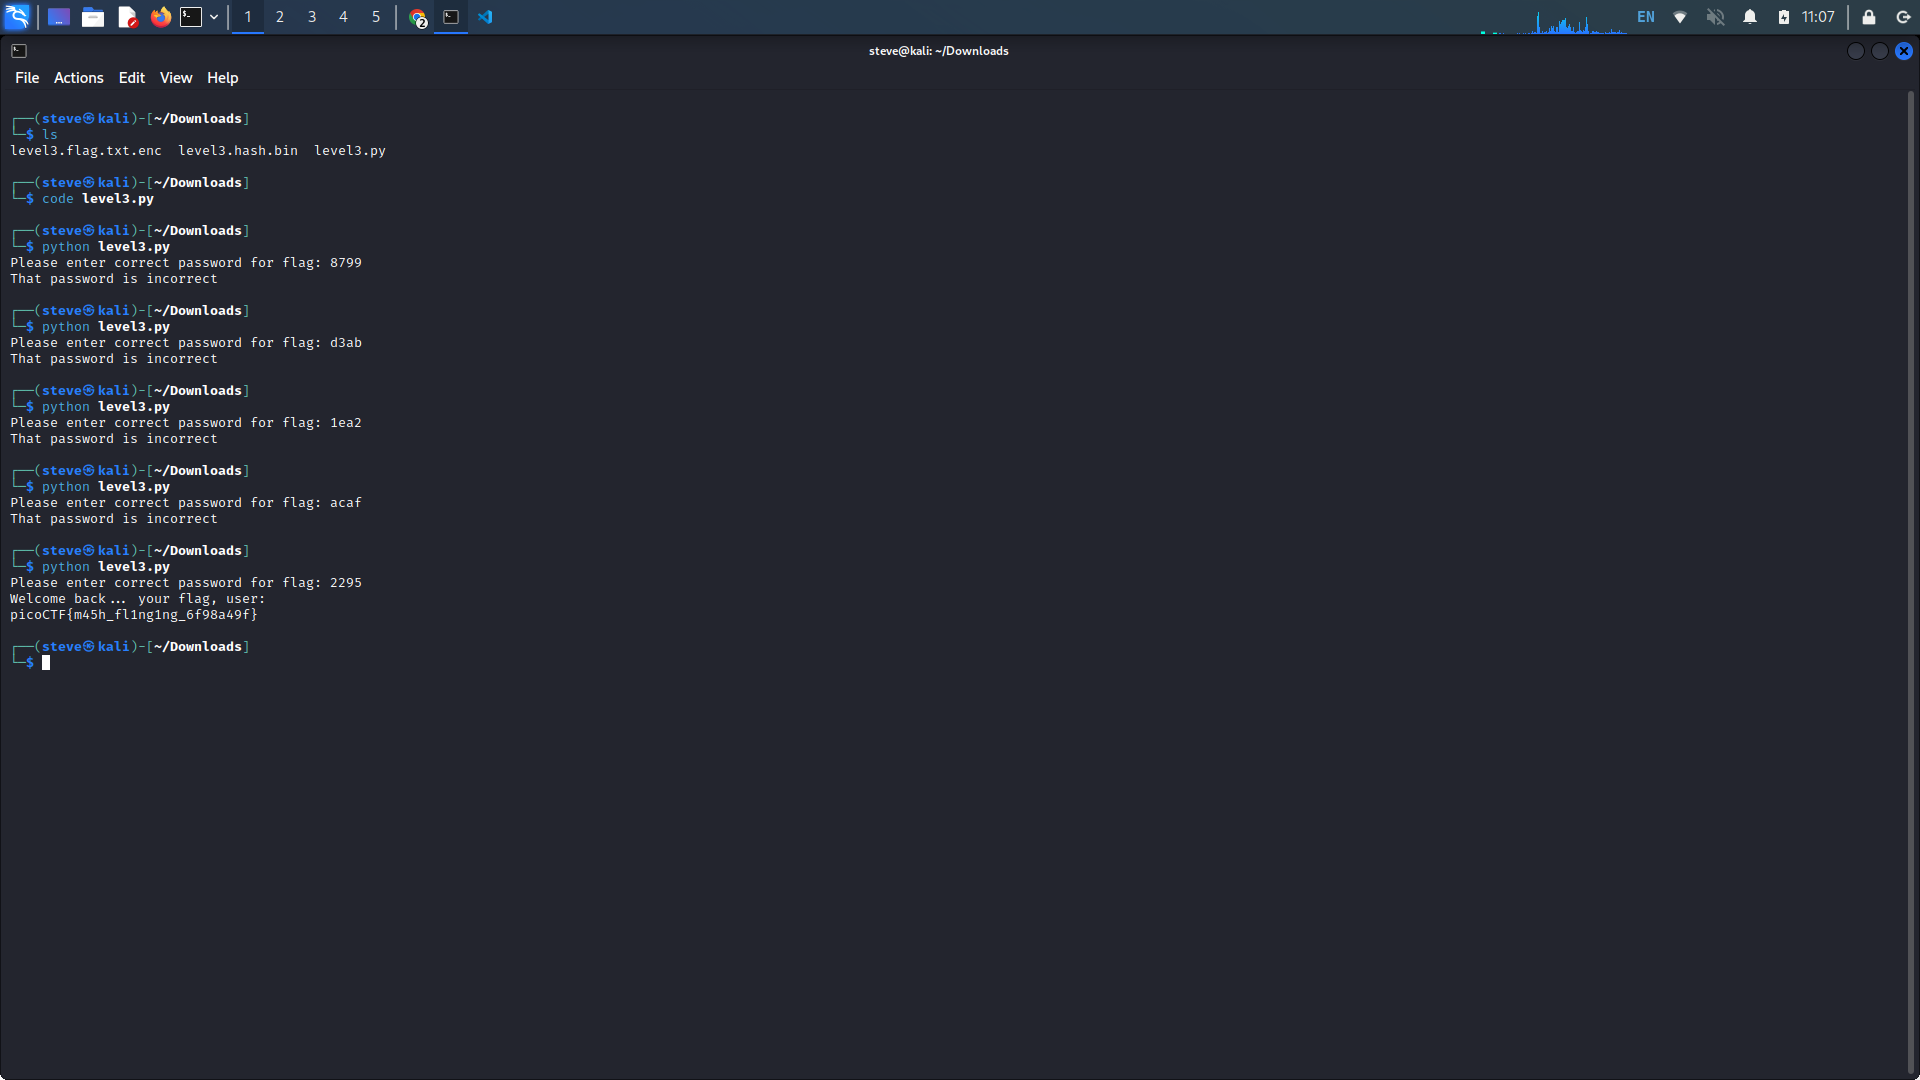 1 2 3 4 5 2 EN 11:07
steve@kali: ~/Downloads
File Actions Edit View Help
┌──(steve㉿kali)-[~/Downloads]
└─$ ls
level3.flag.txt.enc  level3.hash.bin  level3.py
┌──(steve㉿kali)-[~/Downloads]
└─$ code level3.py
┌──(steve㉿kali)-[~/Downloads]
└─$ python level3.py
Please enter correct password for flag: 8799
That password is incorrect
┌──(steve㉿kali)-[~/Downloads]
└─$ python level3.py
Please enter correct password for flag: d3ab
That password is incorrect
┌──(steve㉿kali)-[~/Downloads]
└─$ python level3.py
Please enter correct password for flag: 1ea2
That password is incorrect
┌──(steve㉿kali)-[~/Downloads]
└─$ python level3.py
Please enter correct password for flag: acaf
That password is incorrect
┌──(steve㉿kali)-[~/Downloads]
└─$ python level3.py
Please enter correct password for flag: 2295
Welcome back... your flag, user:
picoCTF{m45h_fl1ng1ng_6f98a49f}
┌──(steve㉿kali)-[~/Downloads]
└─$